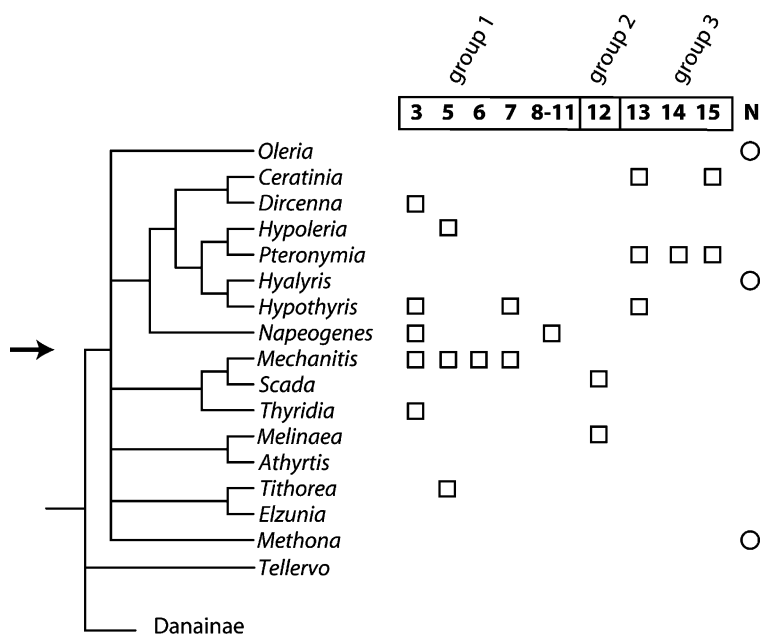 group 1 group 2 group 3
3 5 6 7 8-11 12 13 14 15 N
Oleria
Ceratinia
Dircenna
Hypoleria
Pteronymia
Hyalyris
Hypothyris
Napeogenes
Mechanitis
Scada
Thyridia
Melinaea
Athyrtis
Tithorea
Elzunia
Methona
Tellervo
Danainae